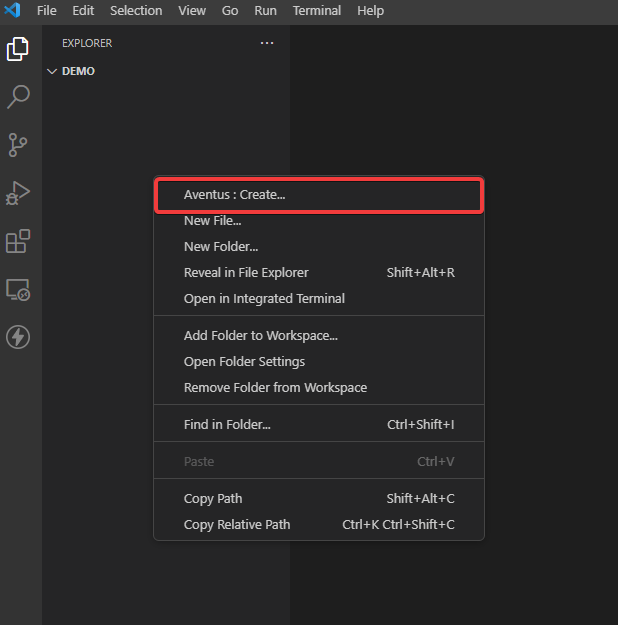 File Edit Selection View Go Run Terminal Help
EXPLORER ...
DEMO
Aventus : Create...
New File...
New Folder...
Reveal in File Explorer Shift+Alt+R
Open in Integrated Terminal
Add Folder to Workspace...
Open Folder Settings
Remove Folder from Workspace
Find in Folder... Ctrl+Shift+I
Paste Ctrl+V
Copy Path Shift+Alt+C
Copy Relative Path Ctrl+K Ctrl+Shift+C